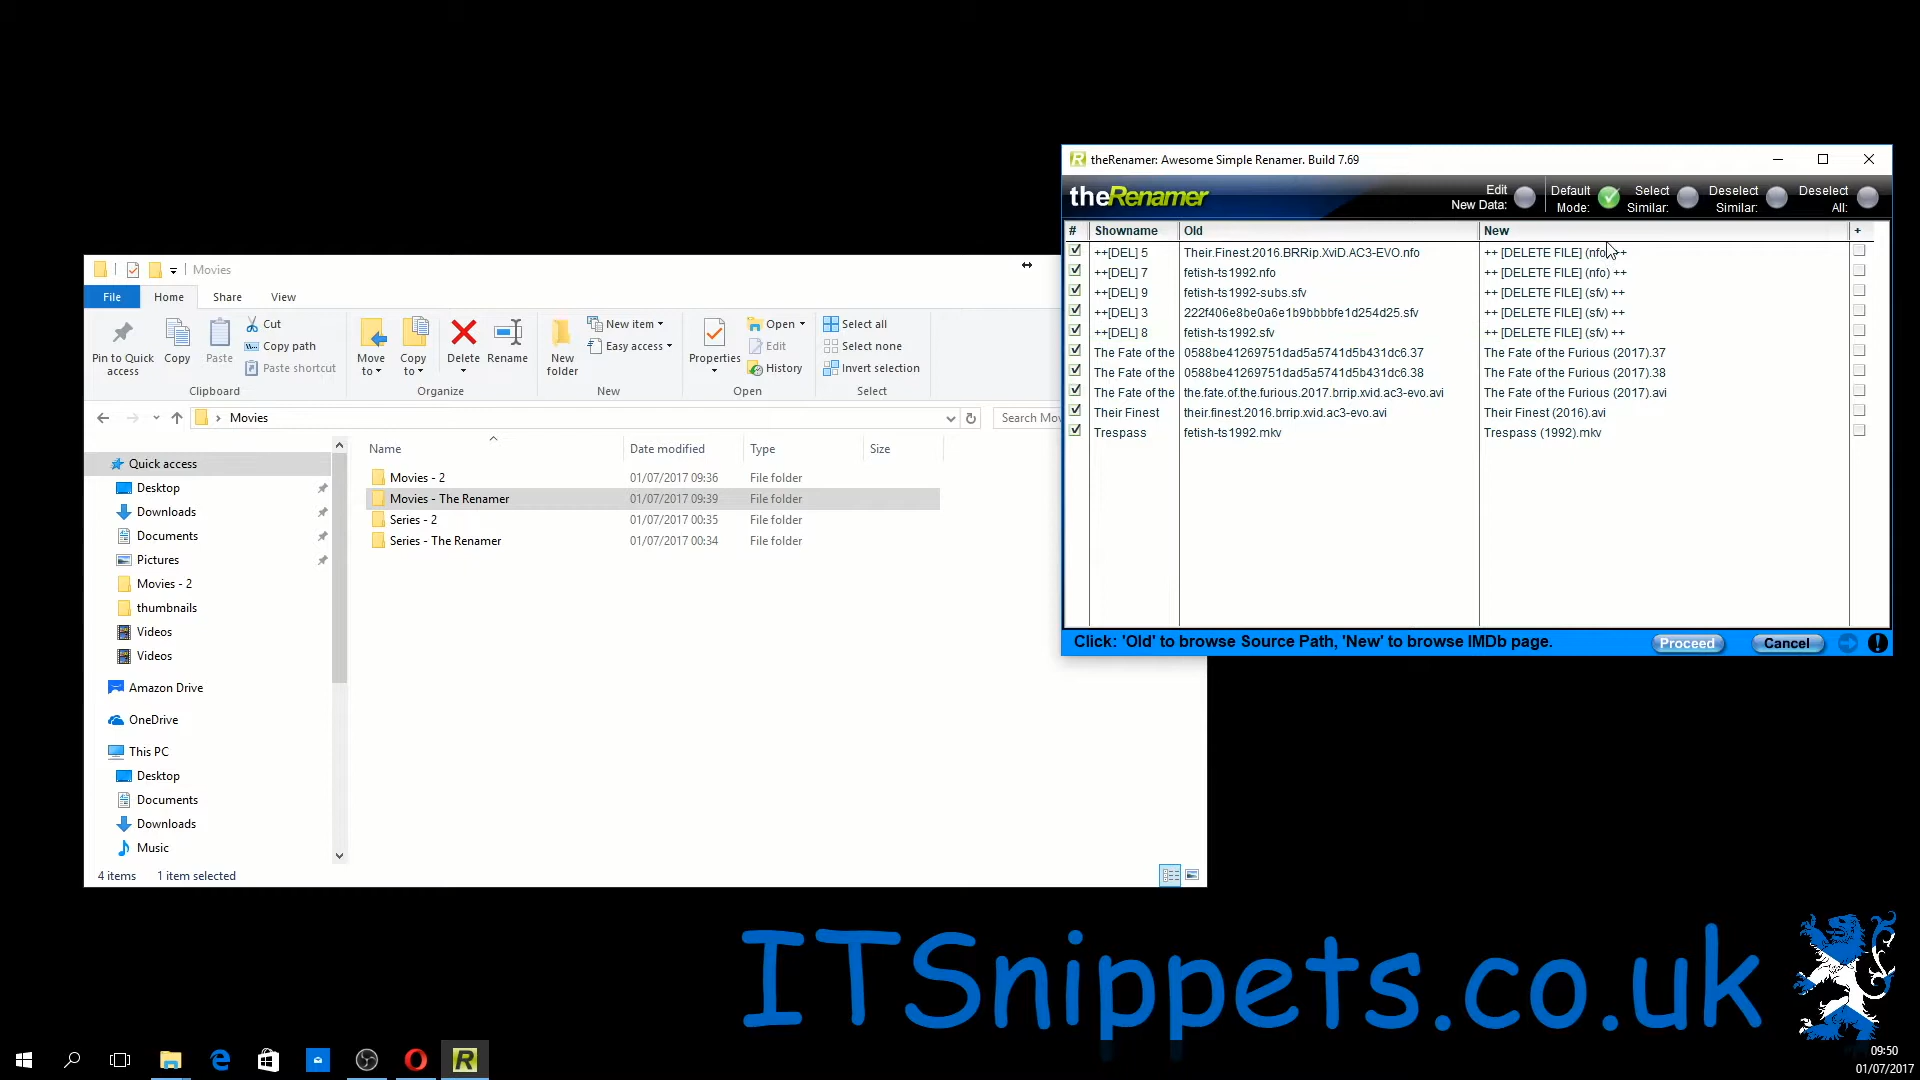 Movies
File Home Share View
Pin to Quick access
Copy
Paste
Cut
Copy path
Paste shortcut
Clipboard
Move to
Copy to
Delete
Rename
Organize
New folder
New item
Easy access
New
Properties
Open
Edit
History
Open
Select all
Select none
Invert selection
Select
Movies
Search Mov
Name Date modified Type Size
Movies - 2 01/07/2017 09:36 File folder
Movies - The Renamer 01/07/2017 09:39 File folder
Series - 2 01/07/2017 00:35 File folder
Series - The Renamer 01/07/2017 00:34 File folder
Quick access
Desktop
Downloads
Documents
Pictures
Movies - 2
thumbnails
Videos
Videos
Amazon Drive
OneDrive
This PC
Desktop
Documents
Downloads
Music
4 items 1 item selected
R theRenamer: Awesome Simple Renamer. Build 7.69
theRenamer
Edit New Data:
Default Mode:
Select Similar:
Deselect Similar:
Deselect All:
# Showname Old New +
++[DEL] 5 Their.Finest.2016.BRRip.XviD.AC3-EVO.nfo ++ [DELETE FILE] (nfo) ++
++[DEL] 7 fetish-ts1992.nfo ++ [DELETE FILE] (nfo) ++
++[DEL] 9 fetish-ts1992-subs.sfv ++ [DELETE FILE] (sfv) ++
++[DEL] 3 222f406e8be0a6e1b9bbbbfe1d254d25.sfv ++ [DELETE FILE] (sfv) ++
++[DEL] 8 fetish-ts1992.sfv ++ [DELETE FILE] (sfv) ++
The Fate of the 0588be41269751dad5a5741d5b431dc6.37 The Fate of the Furious (2017).37
The Fate of the 0588be41269751dad5a5741d5b431dc6.38 The Fate of the Furious (2017).38
The Fate of the the.fate.of.the.furious.2017.brrip.xvid.ac3-evo.avi The Fate of the Furious (2017).avi
Their Finest their.finest.2016.brrip.xvid.ac3-evo.avi Their Finest (2016).avi
Trespass fetish-ts1992.mkv Trespass (1992).mkv
Click: 'Old' to browse Source Path, 'New' to browse IMDb page.
Proceed Cancel
ITSnippets.co.uk
R
09:50
01/07/2017